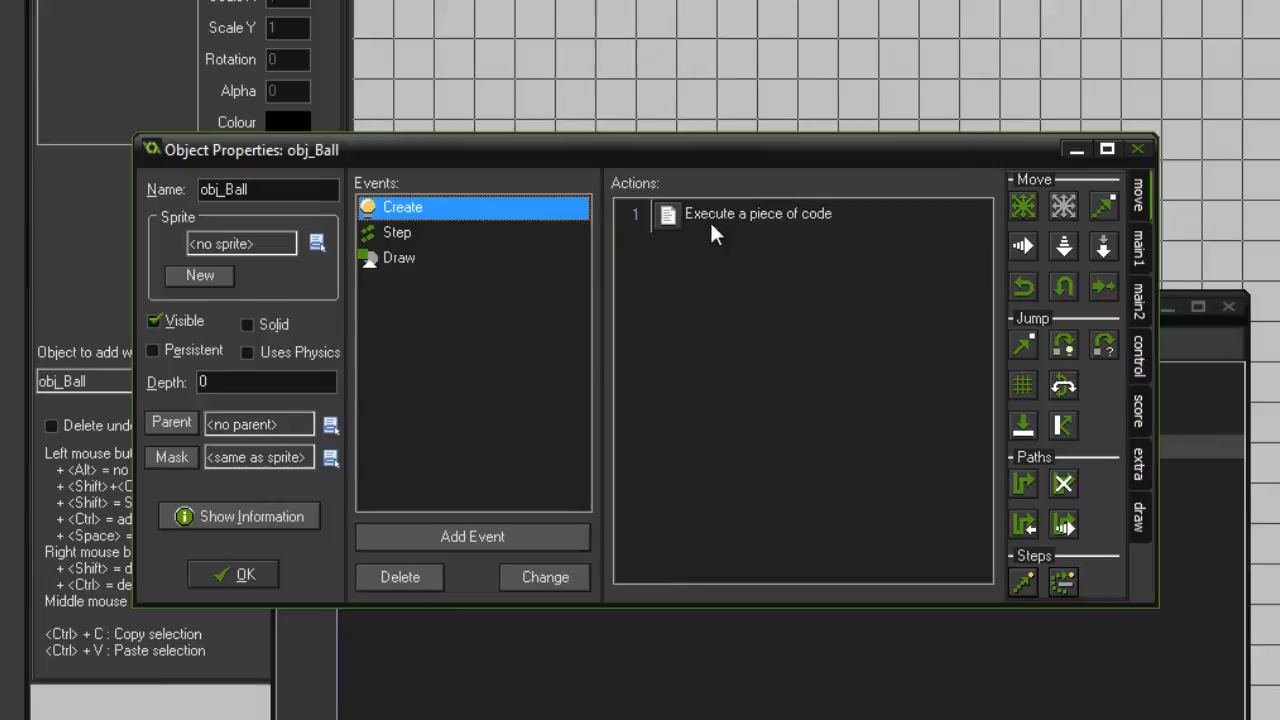 Scale Y 1
Rotation 0
Alpha 0
Colour
Object Properties: obj_Ball
Name: obj_Ball
Sprite
<no sprite>
New
Visible
Solid
Persistent
Uses Physics
Depth: 0
Parent <no parent>
Mask <same as sprite>
Show Information
OK
Events:
Create
Step
Draw
Add Event
Delete
Change
Actions:
1 Execute a piece of code
Move
Jump
Paths
Steps
move
main1
main2
control
score
extra
draw
Object to add w
obj_Ball
Delete und
Left mouse but
+ <Alt> = no
+ <Shift>+<C
+ <Shift> = S
+ <Ctrl> = ad
+ <Space> =
Right mouse b
+ <Shift> = d
+ <Ctrl> = de
Middle mouse
<Ctrl> + C : Copy selection
<Ctrl> + V : Paste selection